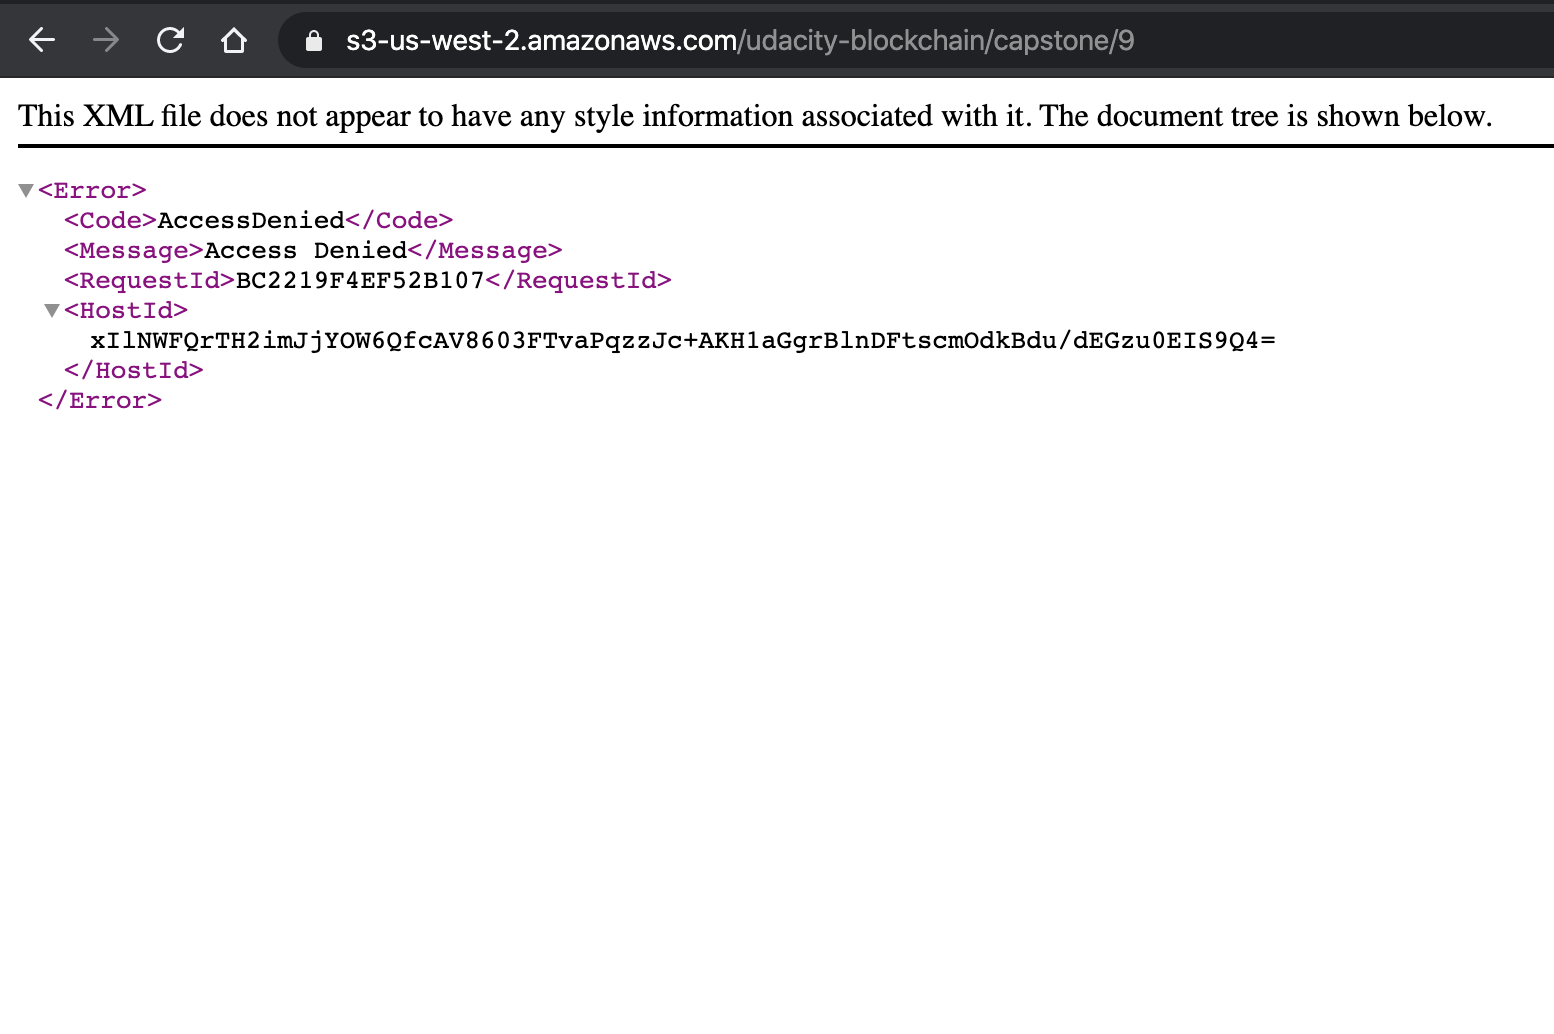 s3-us-west-2.amazonaws.com/udacity-blockchain/capstone/9
This XML file does not appear to have any style information associated with it. The document tree is shown below.
<Error>
<Code>AccessDenied</Code>
<Message>Access Denied</Message>
<RequestId>BC2219F4EF52B107</RequestId>
<HostId>
xIlNWFQrTH2imJjYOW6QfcAV8603FTvaPqzzJc+AKH1aGgrBlnDFtscmOdkBdu/dEGzu0EIS9Q4=
</HostId>
</Error>